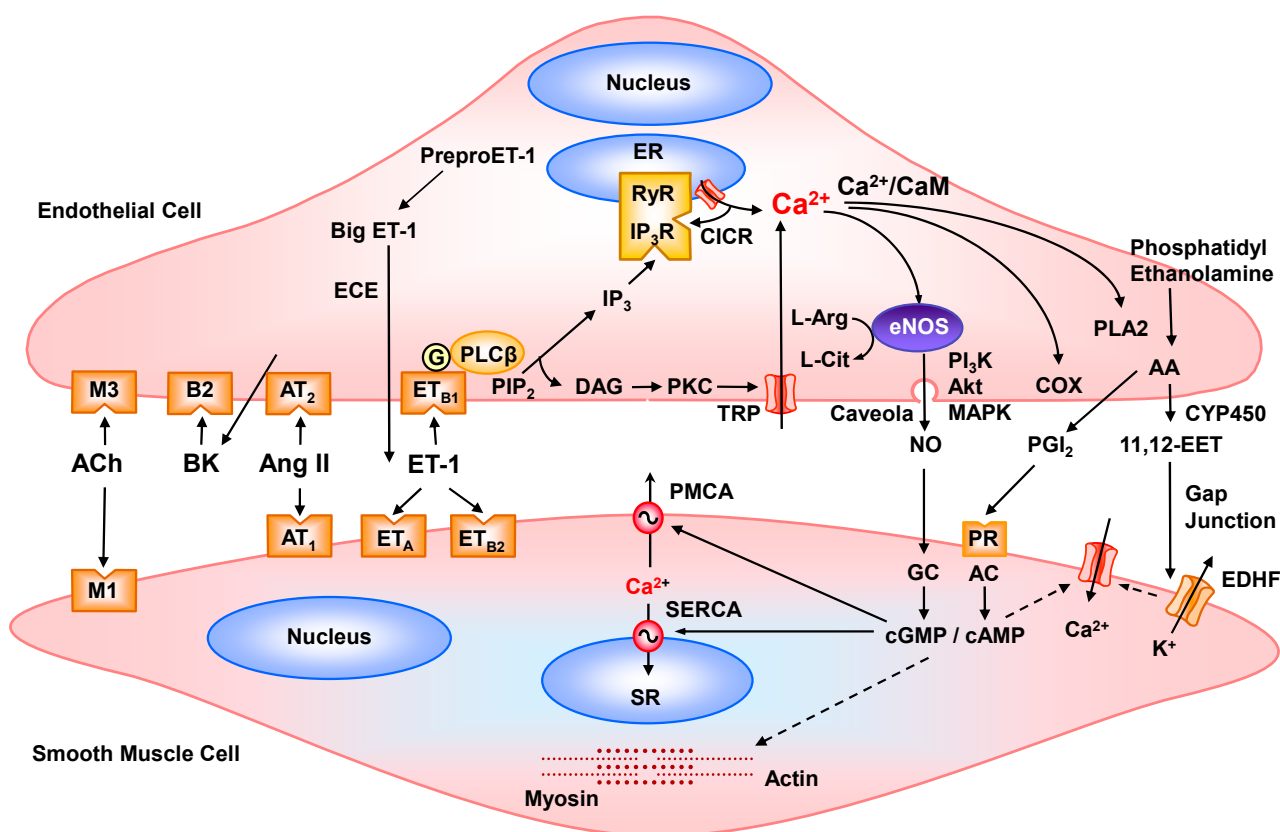 Nucleus
ER
PreproET-1
RyR
Ca²⁺/CaM
Ca²⁺
Endothelial Cell
Big ET-1
IP₃R
CICR
Phosphatidyl
Ethanolamine
ECE
IP₃
L-Arg
eNOS
PLA2
G
PLCβ
L-Cit
PI₃K
AA
M3
B2
AT₂
ET_B1
PIP₂
DAG
PKC
TRP
Akt
COX
Caveola
MAPK
CYP450
ACh
BK
Ang II
ET-1
NO
PGI₂
11,12-EET
PMCA
Gap
Junction
AT₁
ET_A
ET_B2
PR
M1
Ca²⁺
GC
AC
EDHF
SERCA
Nucleus
cGMP / cAMP
Ca²⁺
K⁺
SR
Smooth Muscle Cell
Actin
Myosin